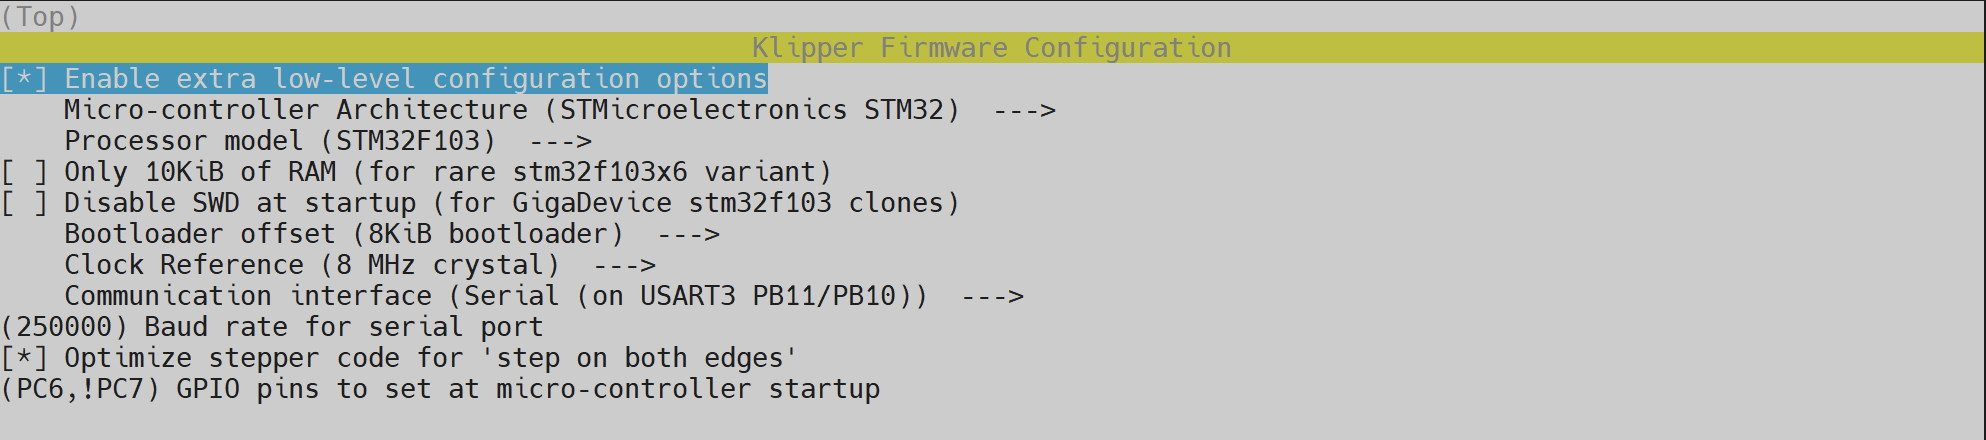 (Top)
Klipper Firmware Configuration
[*] Enable extra low-level configuration options
Micro-controller Architecture (STMicroelectronics STM32)  --->
Processor model (STM32F103)  --->
[ ] Only 10KiB of RAM (for rare stm32f103x6 variant)
[ ] Disable SWD at startup (for GigaDevice stm32f103 clones)
Bootloader offset (8KiB bootloader)  --->
Clock Reference (8 MHz crystal)  --->
Communication interface (Serial (on USART3 PB11/PB10))  --->
(250000) Baud rate for serial port
[*] Optimize stepper code for 'step on both edges'
(PC6,!PC7) GPIO pins to set at micro-controller startup